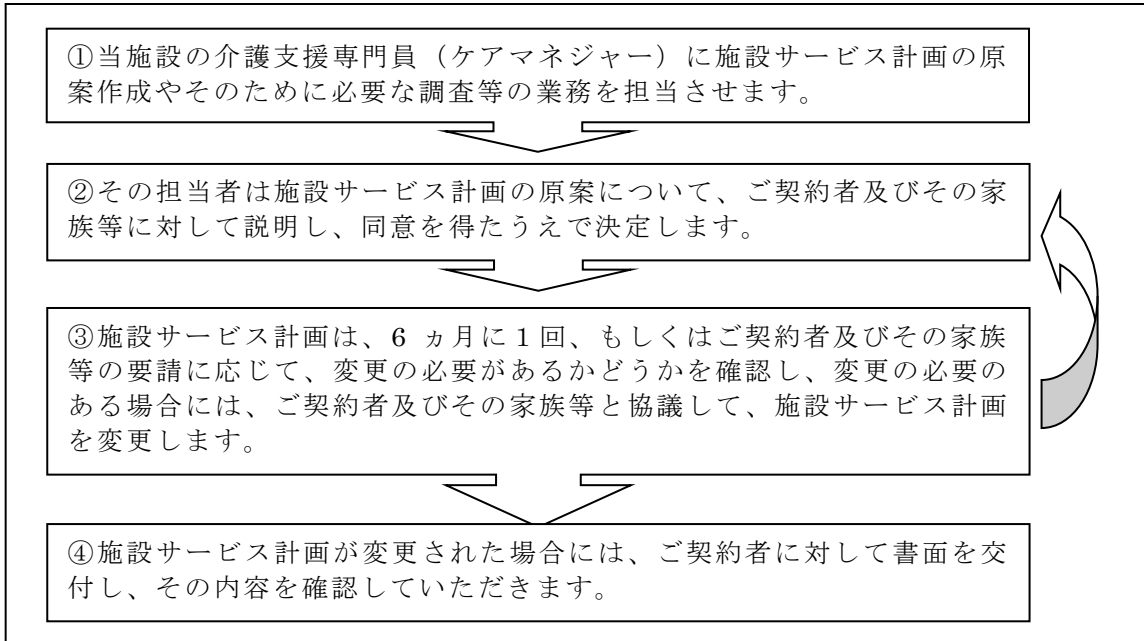 ①当施設の介護支援専門員（ケアマネジャー）に施設サービス計画の原
案作成やそのために必要な調査等の業務を担当させます。
②その担当者は施設サービス計画の原案について、ご契約者及びその家
族等に対して説明し、同意を得たうえで決定します。
③施設サービス計画は、6 ヵ月に1回、もしくはご契約者及びその家族
等の要請に応じて、変更の必要があるかどうかを確認し、変更の必要の
ある場合には、ご契約者及びその家族等と協議して、施設サービス計画
を変更します。
④施設サービス計画が変更された場合には、ご契約者に対して書面を交
付し、その内容を確認していただきます。